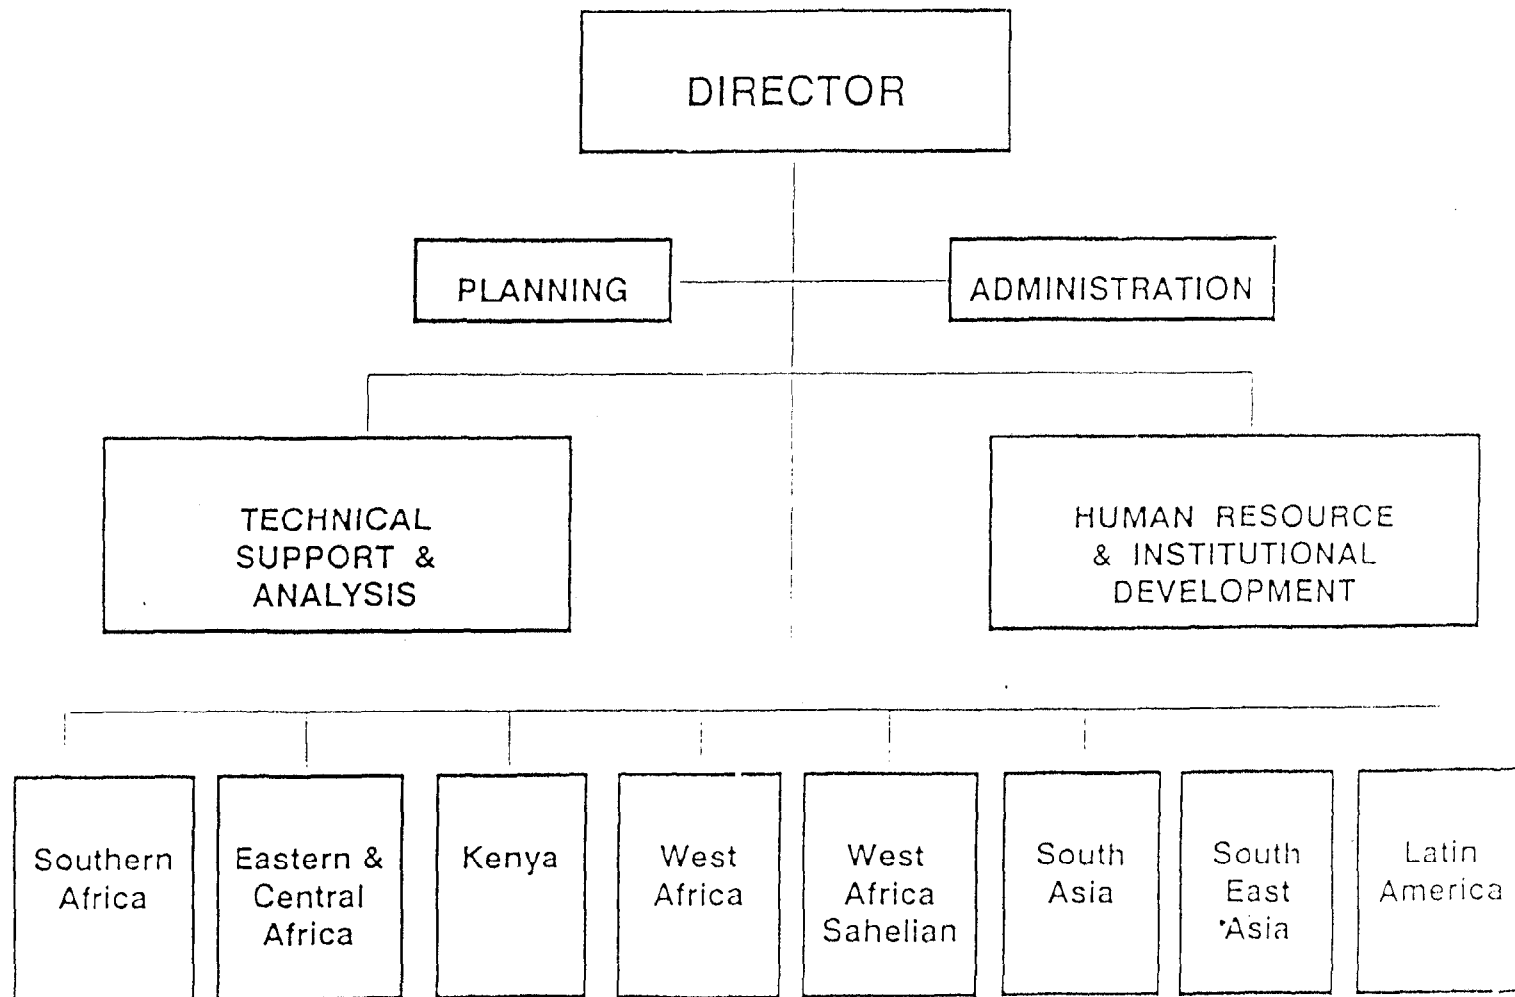 DIRECTOR
PLANNING
ADMINISTRATION
TECHNICAL
SUPPORT &
ANALYSIS
HUMAN RESOURCE
& INSTITUTIONAL
DEVELOPMENT
Southern
Africa
Eastern &
Central
Africa
Kenya
West
Africa
West
Africa
Sahelian
South
Asia
South
East
Asia
Latin
America